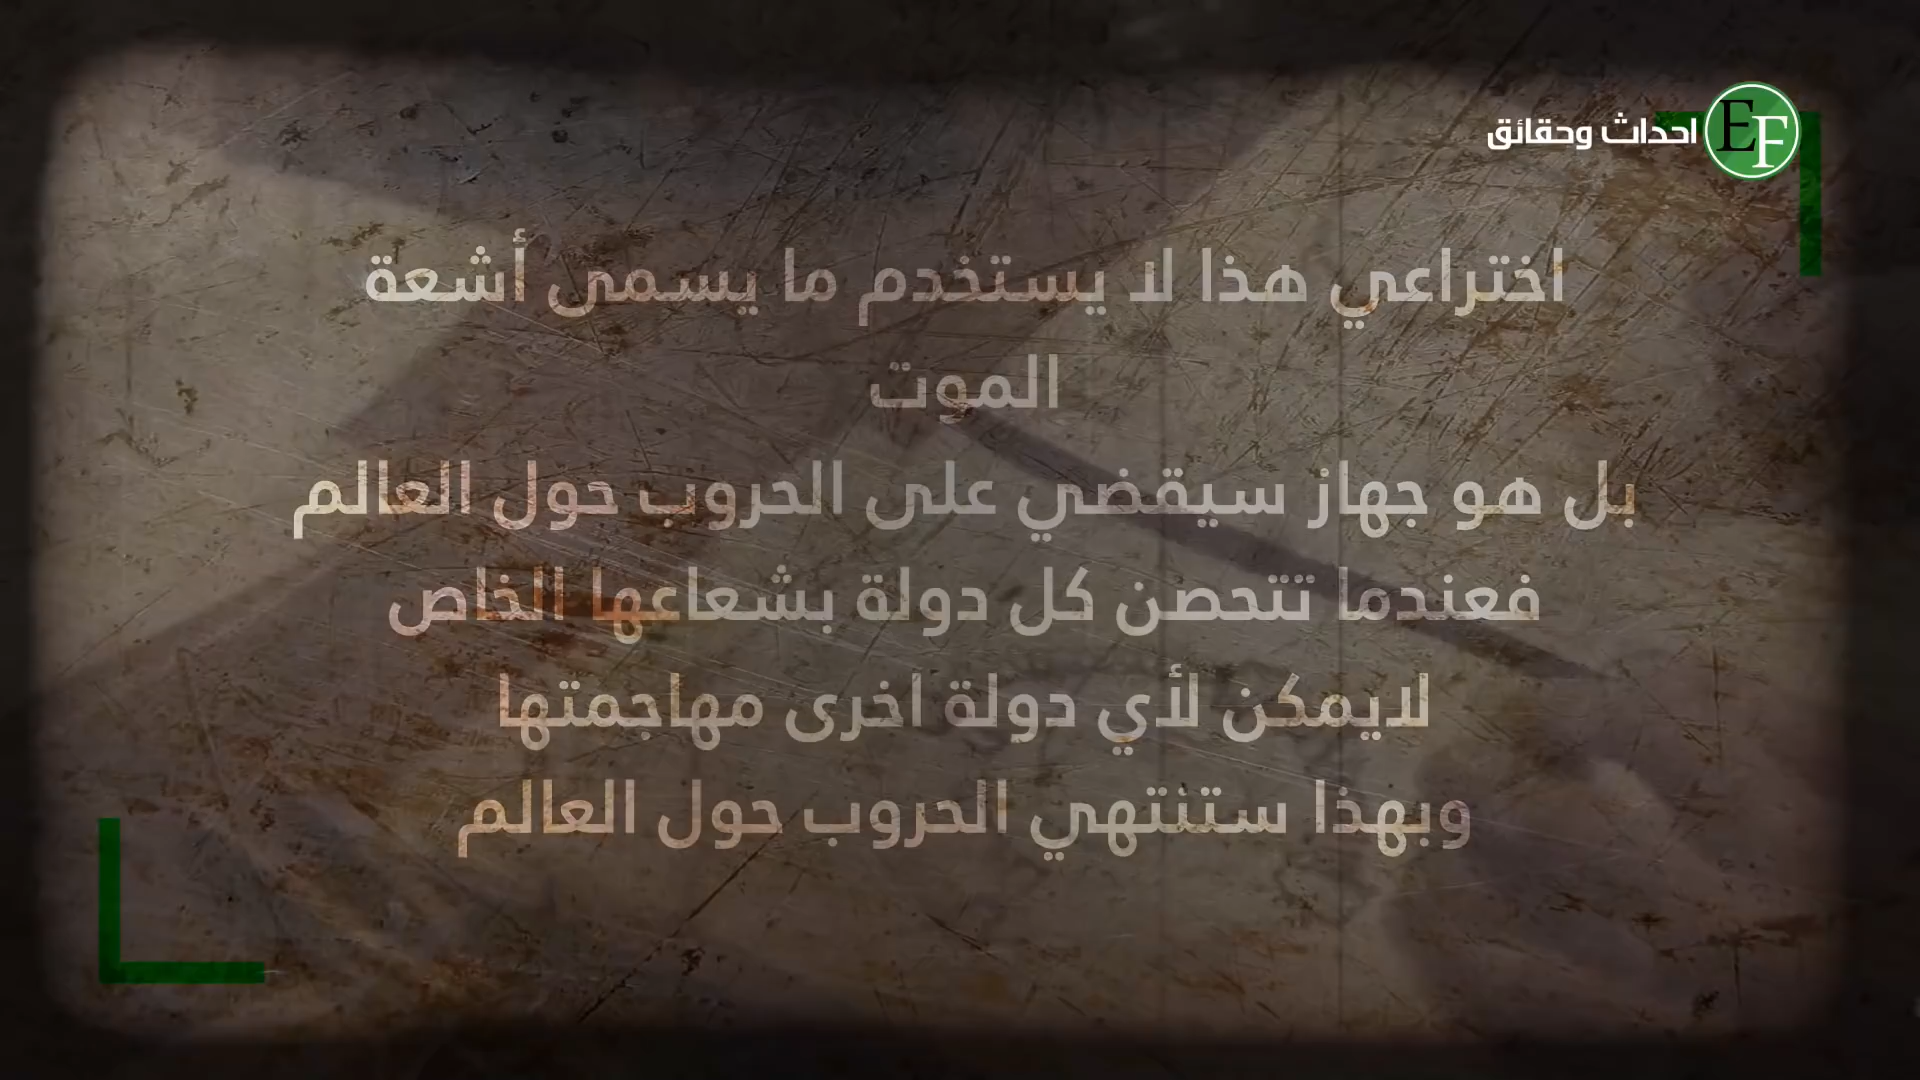 احداث وحقائق
EF
اختراعي هذا لا يستخدم ما يسمى أشعة
الموت
بل هو جهاز سيقضي على الحروب حول العالم
فعندما تتحصن كل دولة بشعاعها الخاص
لايمكن لأي دولة أخرى مهاجمتها
وبهذا ستنتهي الحروب حول العالم